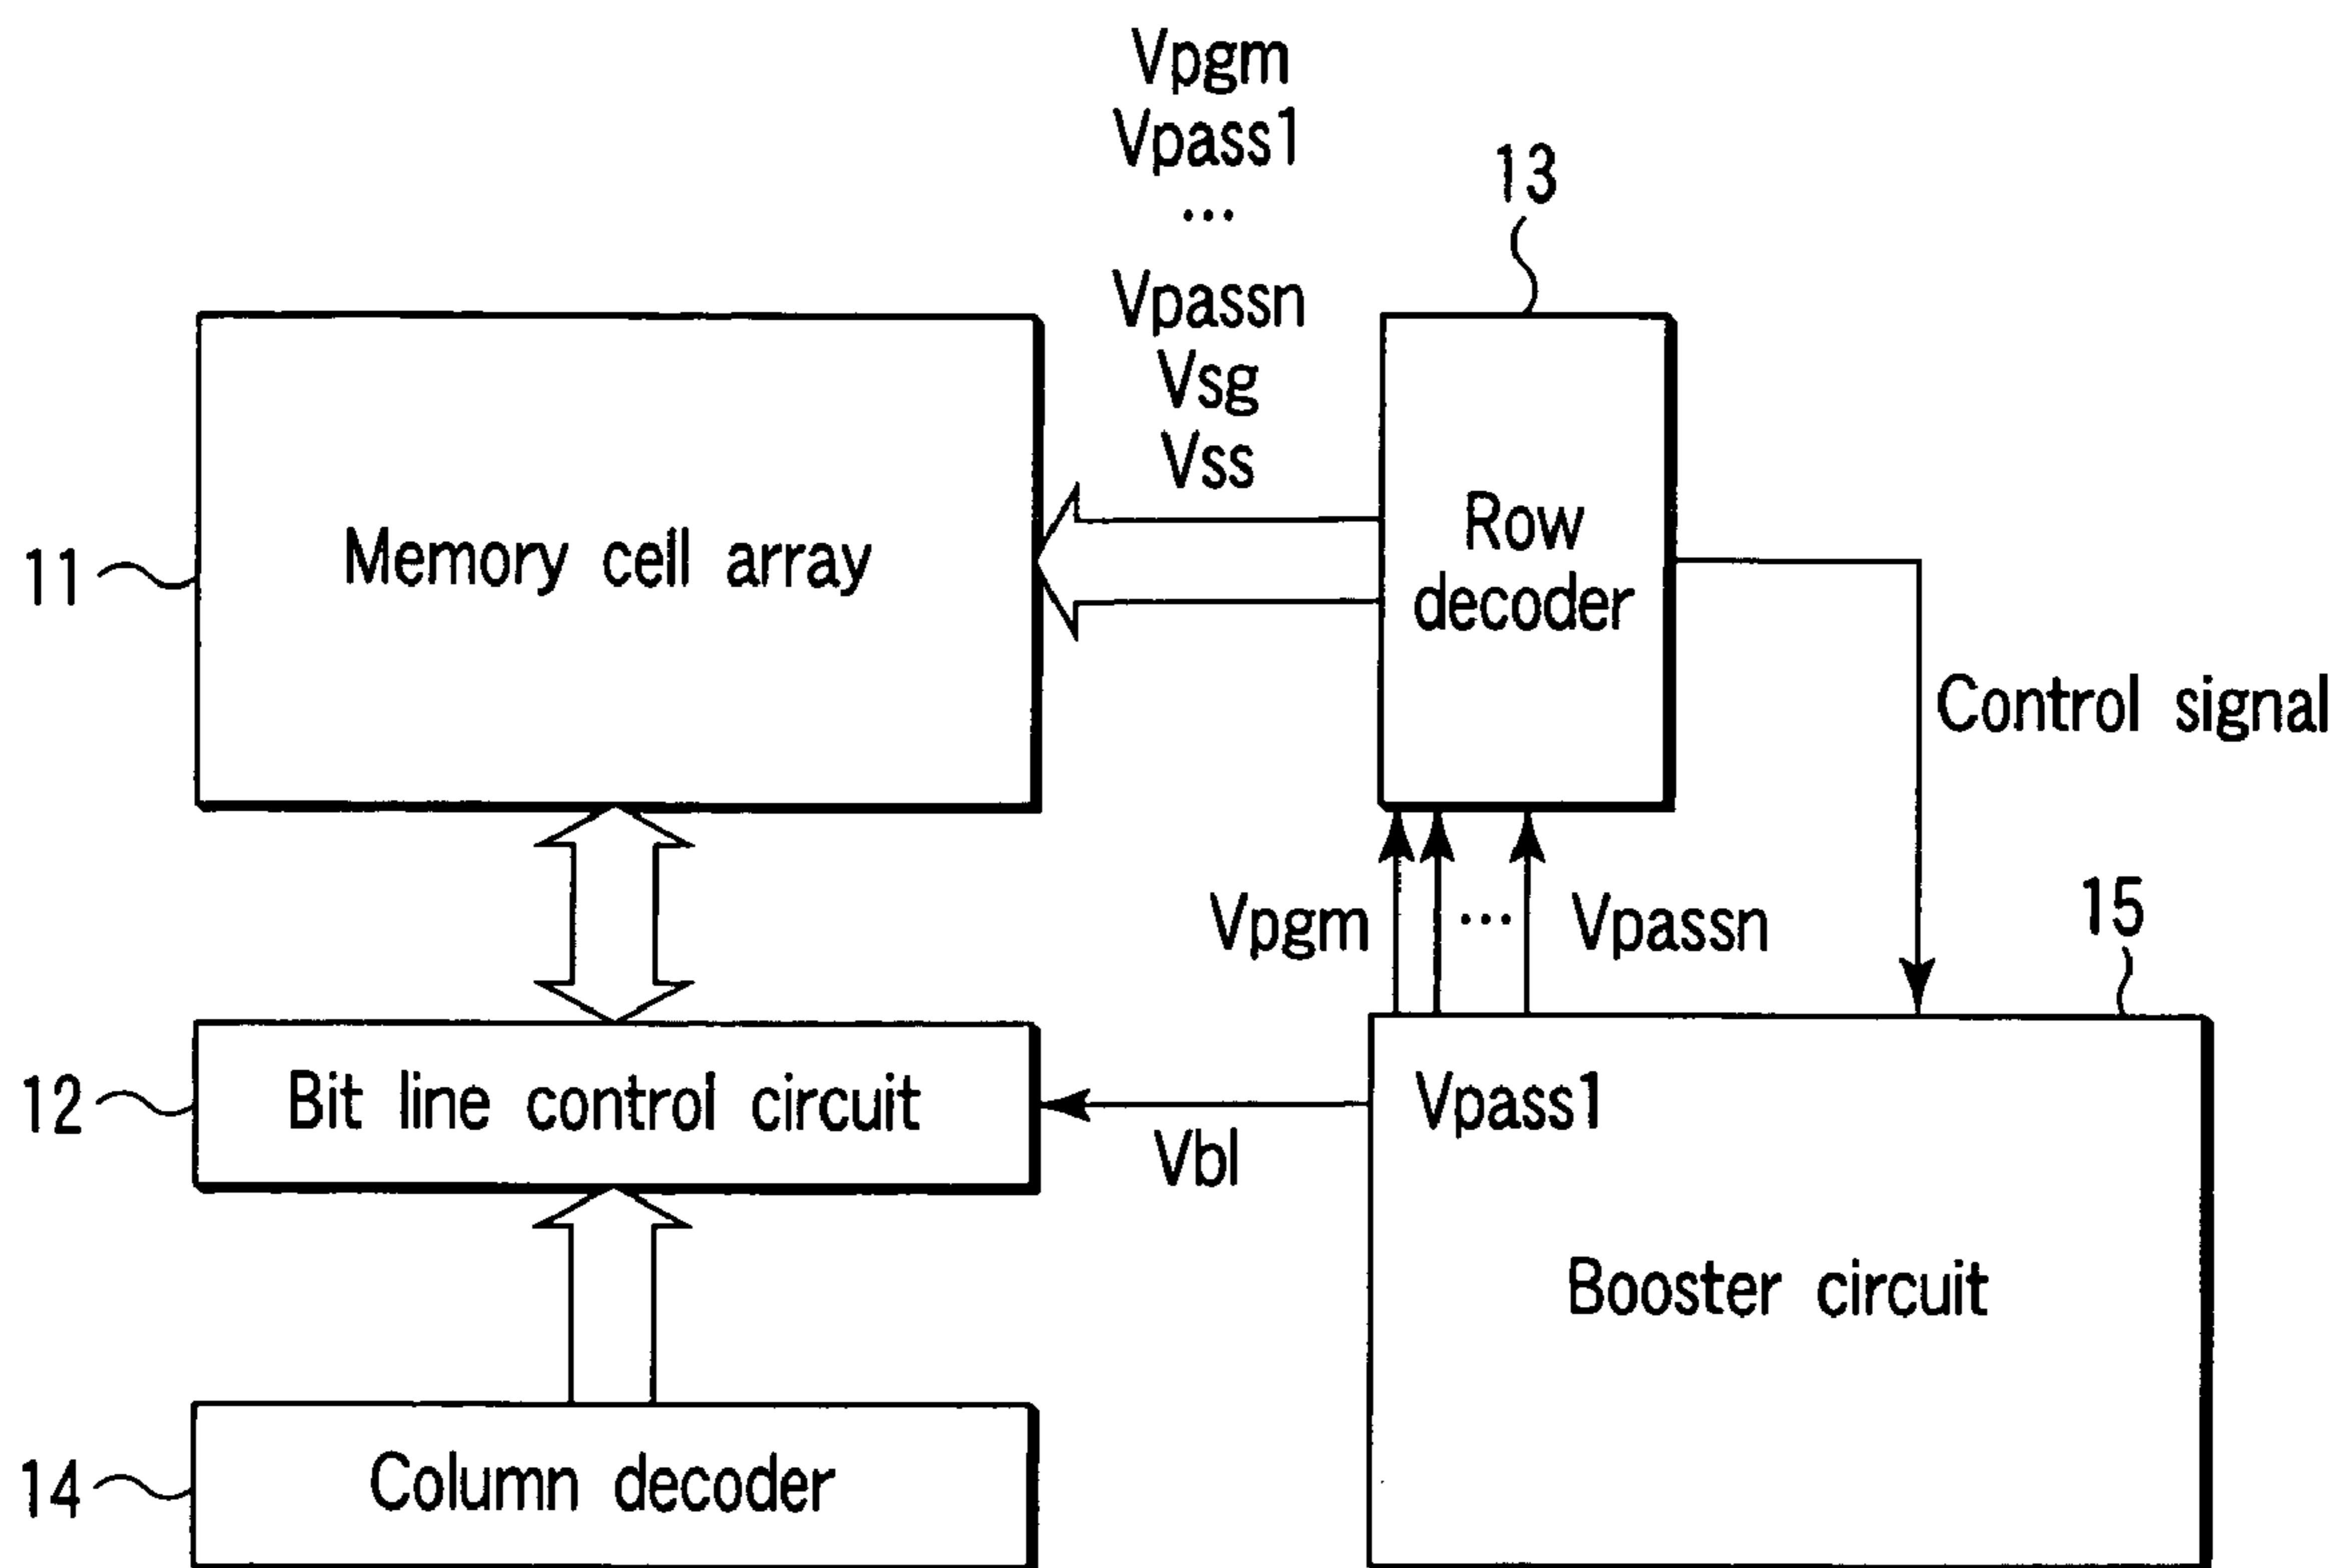 Vpgm
Vpass1
...
Vpassn
Vsg
Vss
13
11
Memory cell array
Row
decoder
Control signal
Vpgm
...
Vpassn
15
12
Bit line control circuit
Vbl
Vpass1
Booster circuit
14
Column decoder